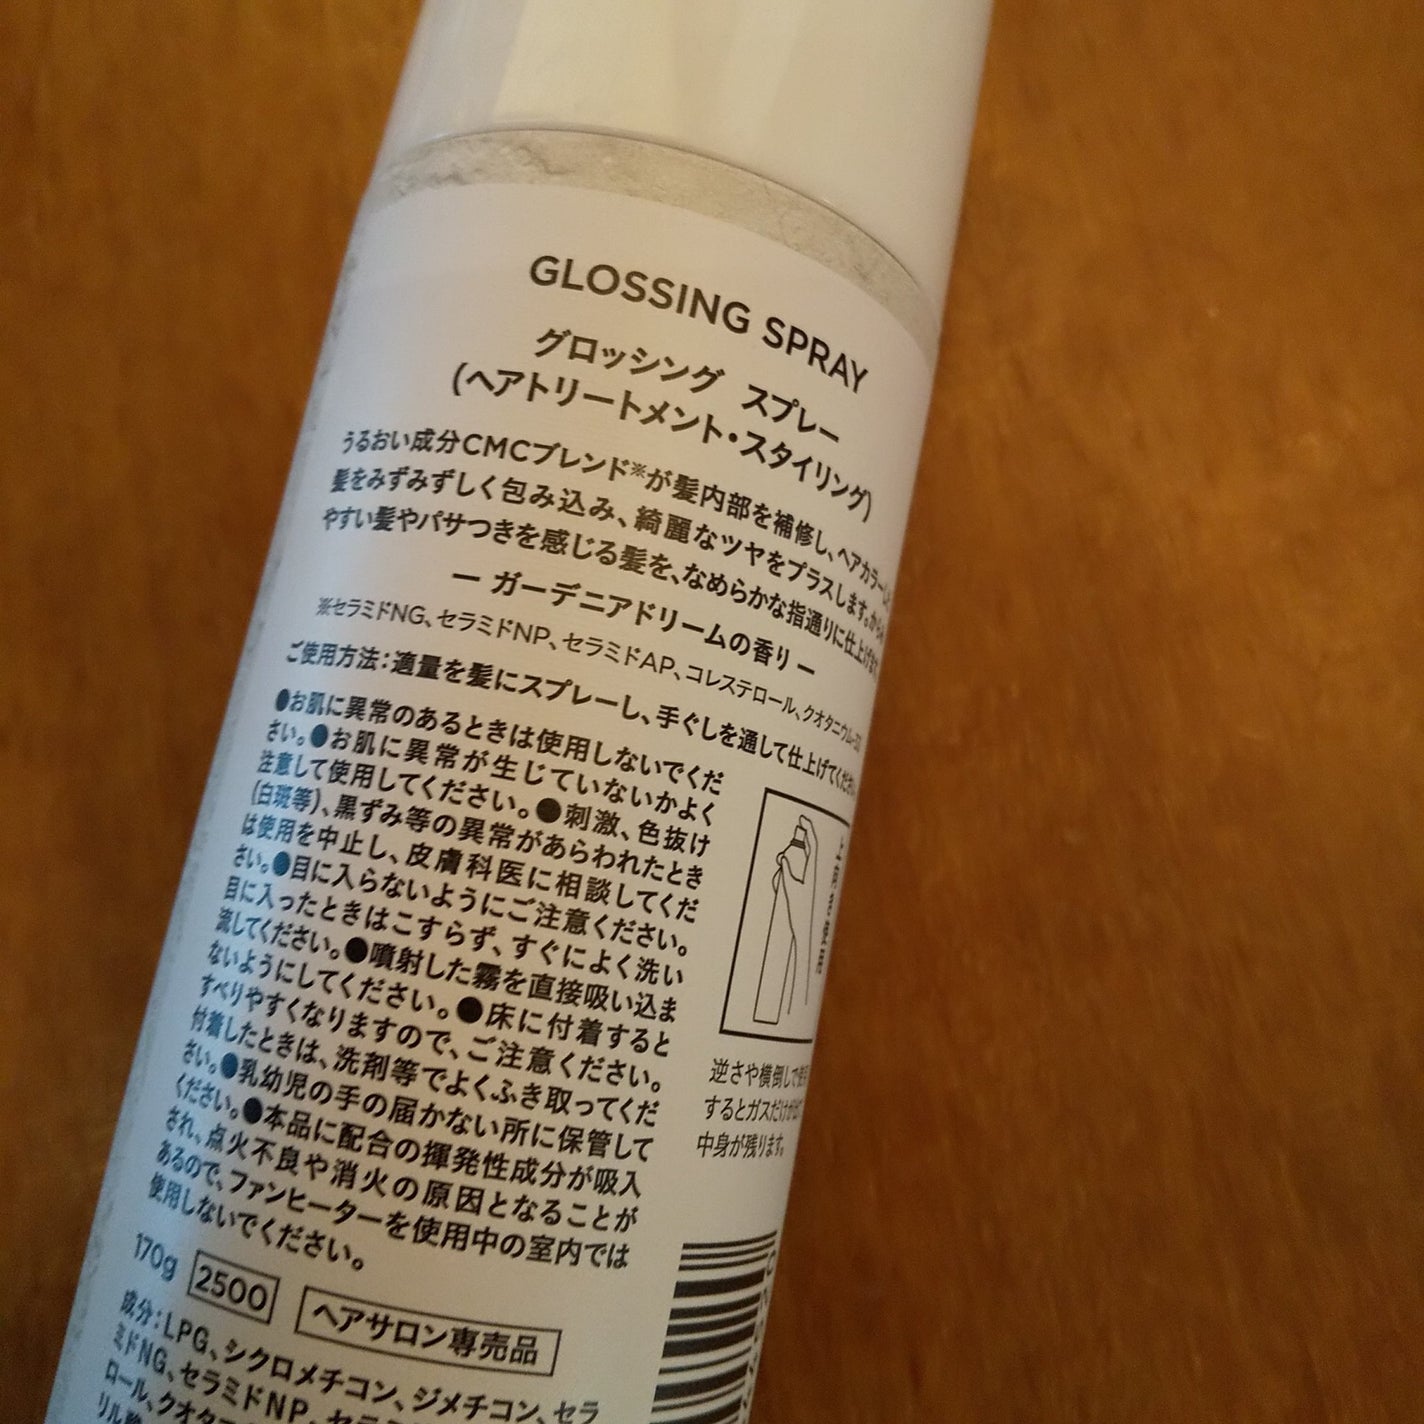 GLOSSING SPRAY
グロッシング スプレー
(ヘアトリートメント・スタイリング)
うるおい成分CMCブレンド※が髪内部を補修し、ヘアカラーした
髪をみずみずしく包み込み、綺麗なツヤをプラスします。からみ
やすい髪やパサつきを感じる髪を、なめらかな指通りに仕上げます。
― ガーデニアドリームの香り ―
※セラミドNG、セラミドNP、セラミドAP、コレステロール、クオタニウム-33
ご使用方法:適量を髪にスプレーし、手ぐしを通して仕上げてください。
●お肌に異常のあるときは使用しないでくだ
さい。●お肌に異常が生じていないかよく
注意して使用してください。●刺激、色抜け
(白斑等)、黒ずみ等の異常があらわれたとき
は使用を中止し、皮膚科医に相談してくだ
さい。●目に入らないようにご注意ください。
目に入ったときはこすらず、すぐによく洗い
流してください。●噴射した霧を直接吸い込ま
ないようにしてください。●床に付着すると
すべりやすくなりますので、ご注意ください。
付着したときは、洗剤等でよくふき取ってくだ
さい。●乳幼児の手の届かない所に保管して
ください。●本品に配合の揮発性成分が吸入
され、点火不良や消火の原因となることが
あるので、ファンヒーターを使用中の室内では
使用しないでください。
逆さや横倒しで使用
するとガスだけが
中身が残ります。
170g 2500 ヘアサロン専売品
成分:LPG、シクロメチコン、ジメチコン、セラ
ミドNG、セラミドNP、セラミ
ロール、クオタ